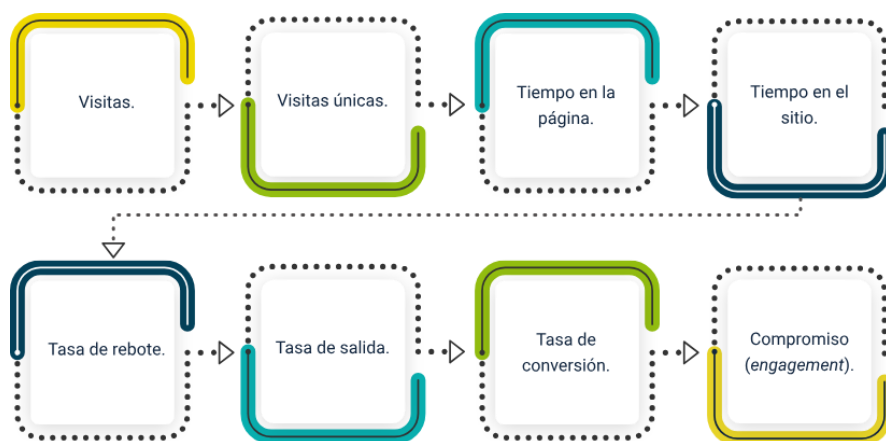 Visitas.
Visitas únicas.
Tiempo en la
página.
Tiempo en el
sitio.
Tasa de rebote.
Tasa de salida.
Tasa de
conversión.
Compromiso
(engagement).